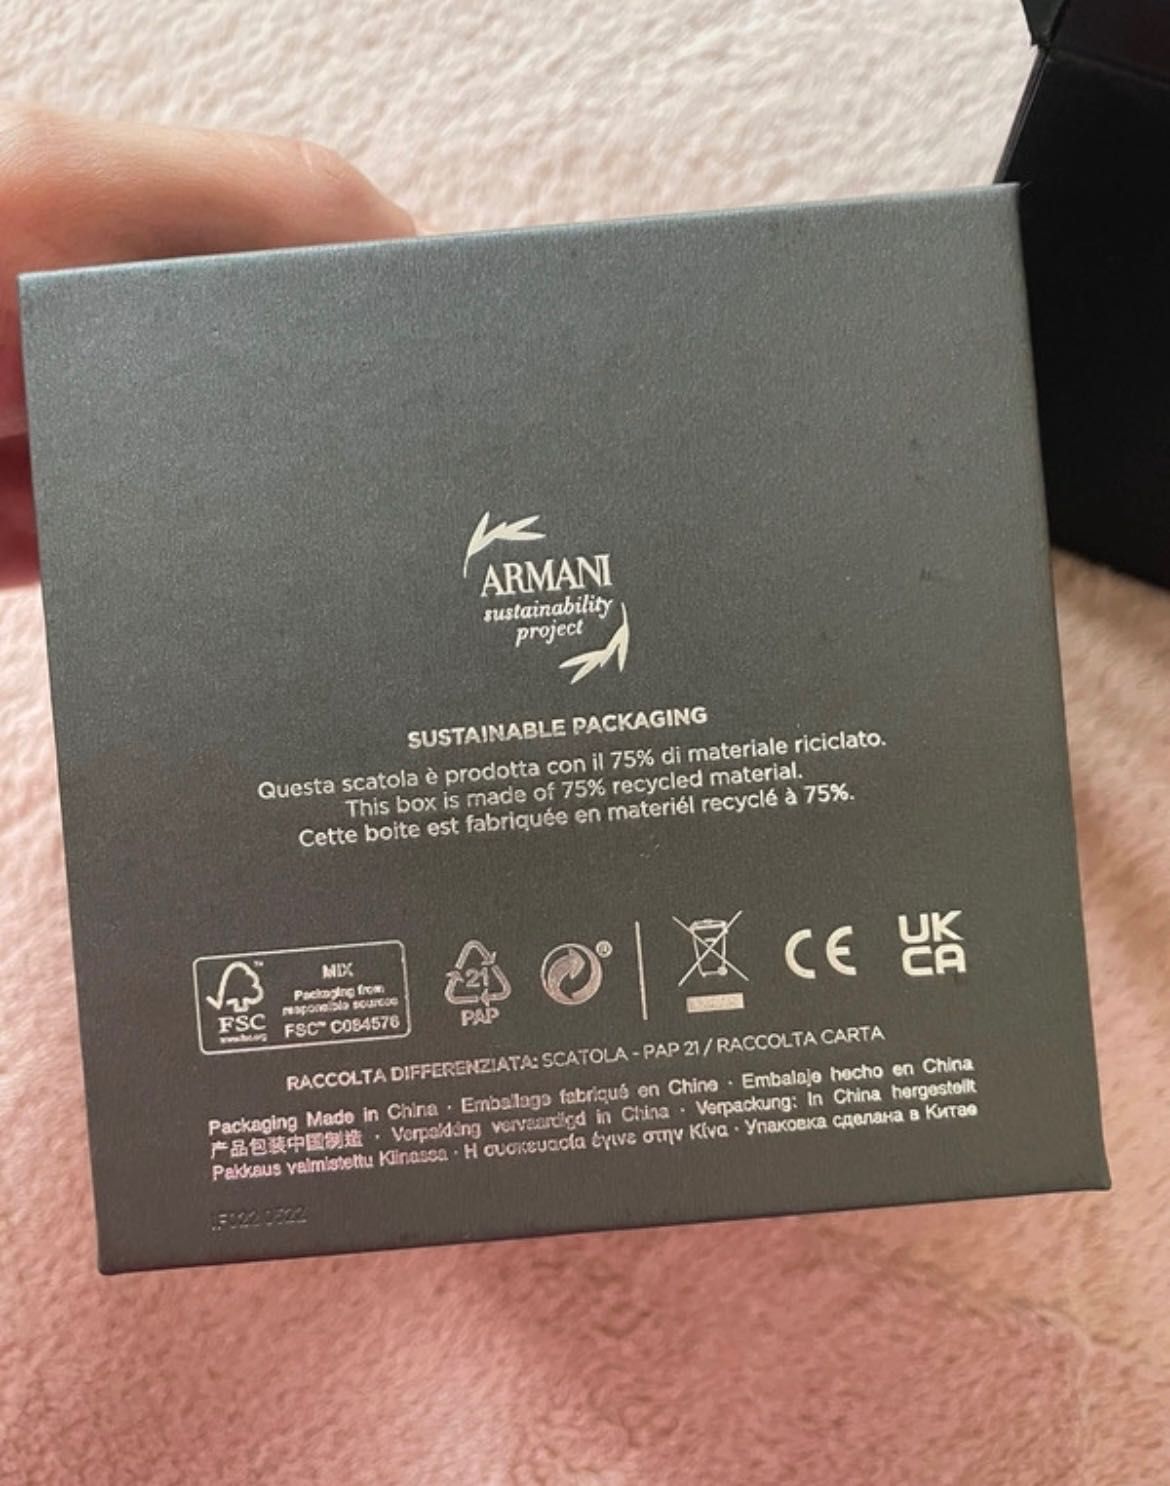 ARMANI
sustainability
project
SUSTAINABLE PACKAGING
Questa scatola è prodotta con il 75% di materiale riciclato.
This box is made of 75% recycled material.
Cette boite est fabriquée en materiél recyclé à 75%.
FSC
www.fsc.org
MIX
Packaging from
responsible sources
FSC™ C084576
21
PAP
®
CE
UK
CA
RACCOLTA DIFFERENZIATA: SCATOLA - PAP 21 / RACCOLTA CARTA
Packaging Made in China · Emballage fabriqué en Chine · Embalaje hecho en China
产品包装中国制造 · Verpakking vervaardigd in China · Verpackung: In China hergestellt
Pakkaus valmistettu Kiinassa · Η συσκευασία έγινε στην Κίνα · Упаковка сделана в Китае